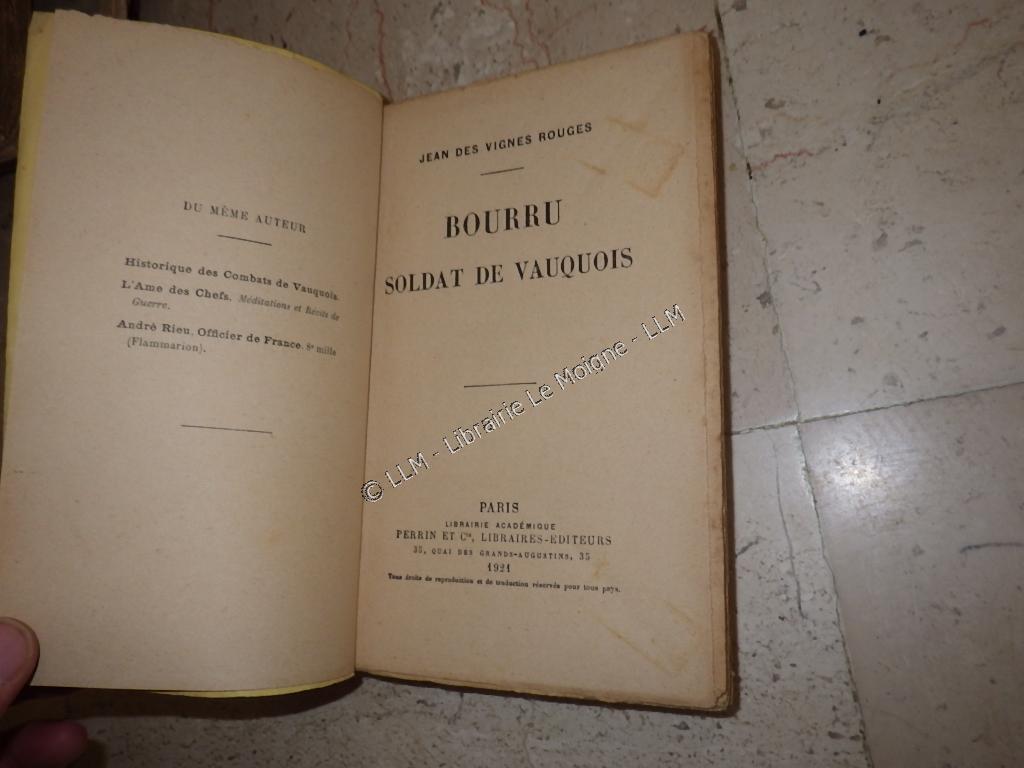 DU MÊME AUTEUR
Historique des Combats de Vauquois.
L'Ame des Chefs. Méditations et Récits de
Guerre.
André Rieu, Officier de France. 8e mille
(Flammarion).
JEAN DES VIGNES ROUGES
BOURRU
SOLDAT DE VAUQUOIS
PARIS
LIBRAIRIE ACADÉMIQUE
PERRIN ET Cie, LIBRAIRES-EDITEURS
35, QUAI DES GRANDS-AUGUSTINS, 35
1921
Tous droits de reproduction et de traduction réservés pour tous pays.
© LLM - Librairie Le Moigne - LLM